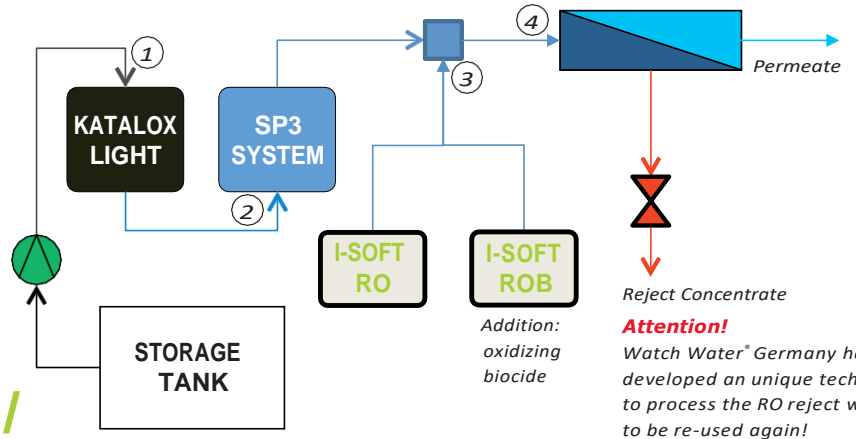 1
KATALOX
LIGHT
SP3
SYSTEM
2
3
4
Permeate
I-SOFT
RO
I-SOFT
ROB
Addition:
oxidizing
biocide
STORAGE
TANK
Reject Concentrate
Attention!
Watch Water® Germany
developed an unique
to process the RO reject
to be re-used again!